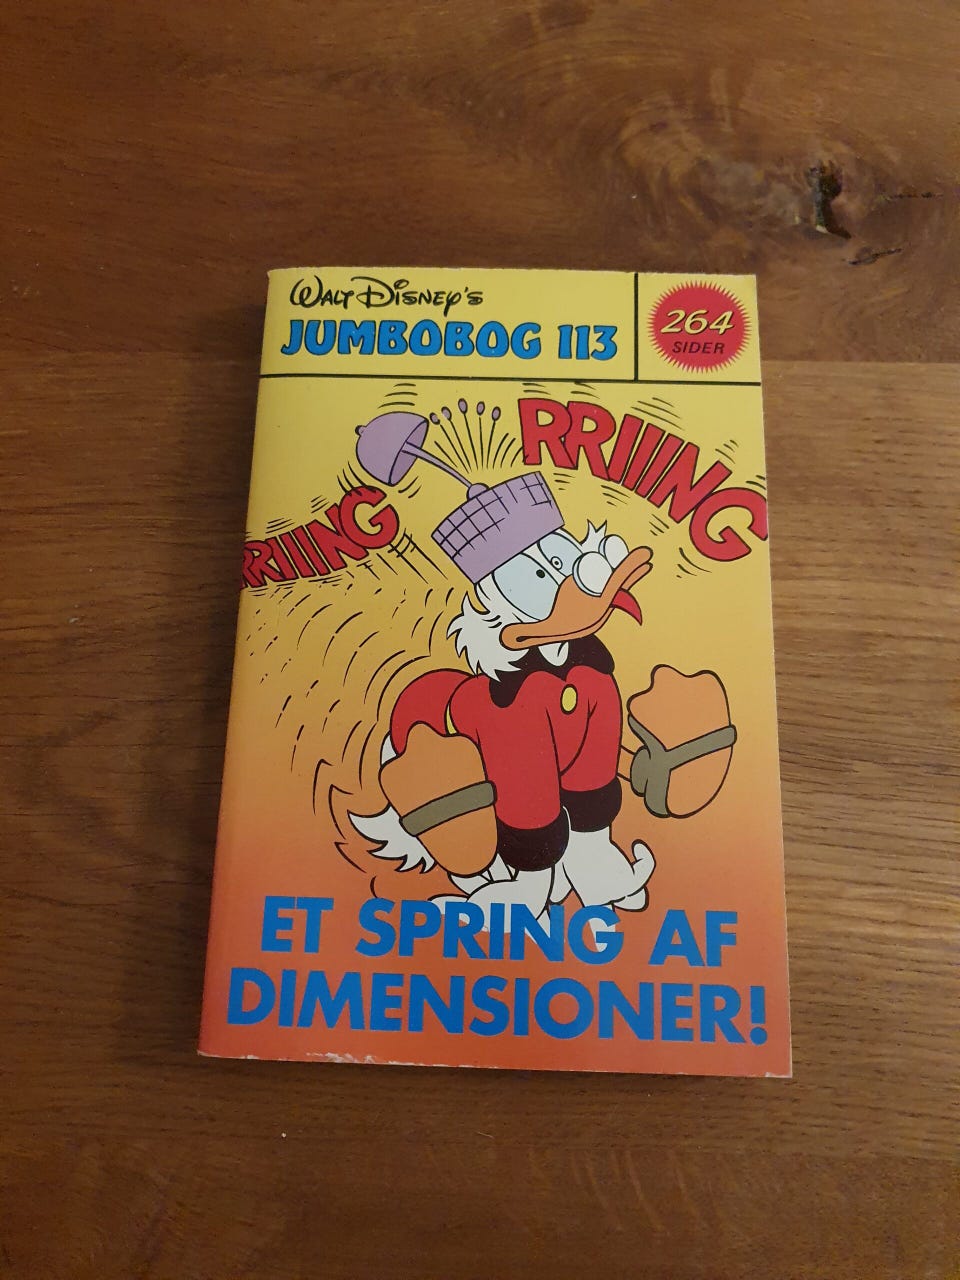 WALT DISNEY'S
JUMBOBOG 113
264
SIDER
RRIIING
RRIIING
ET SPRING AF
DIMENSIONER!